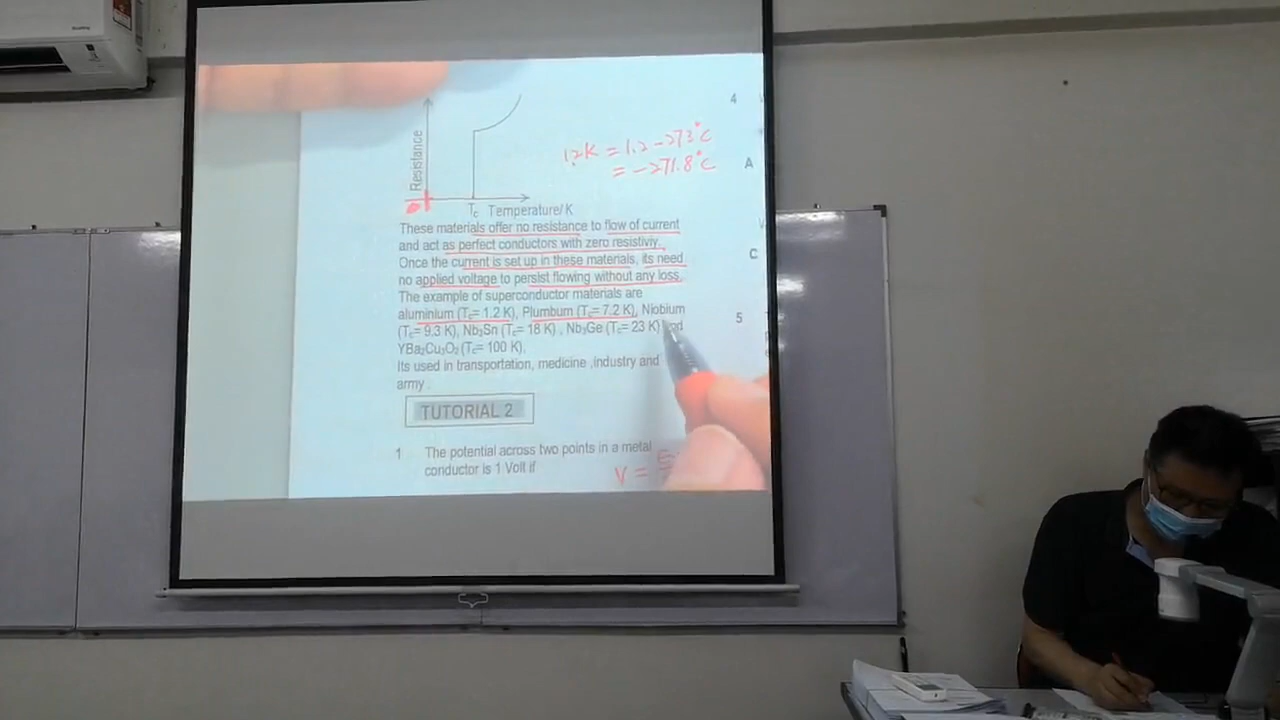 Resistance
1.2K = 1.2 - 273°C
= -271.8°C
Tc Temperature/ K
These materials offer no resistance to flow of current
and act as perfect conductors with zero resistiviy.
Once the current is set up in these materials, its need
no applied voltage to persist flowing without any loss.
The example of superconductor materials are
aluminium (Tc= 1.2 K), Plumbum (Tc= 7.2 K), Niobium
(Tc= 9.3 K), Nb3Sn (Tc= 18 K) , Nb3Ge (Tc= 23 K)
YBa2Cu3O2 (Tc= 100 K).
Its used in transportation, medicine ,industry and
army .
TUTORIAL 2
1 The potential across two points in a metal
conductor is 1 Volt if
V =
4
A
C
5